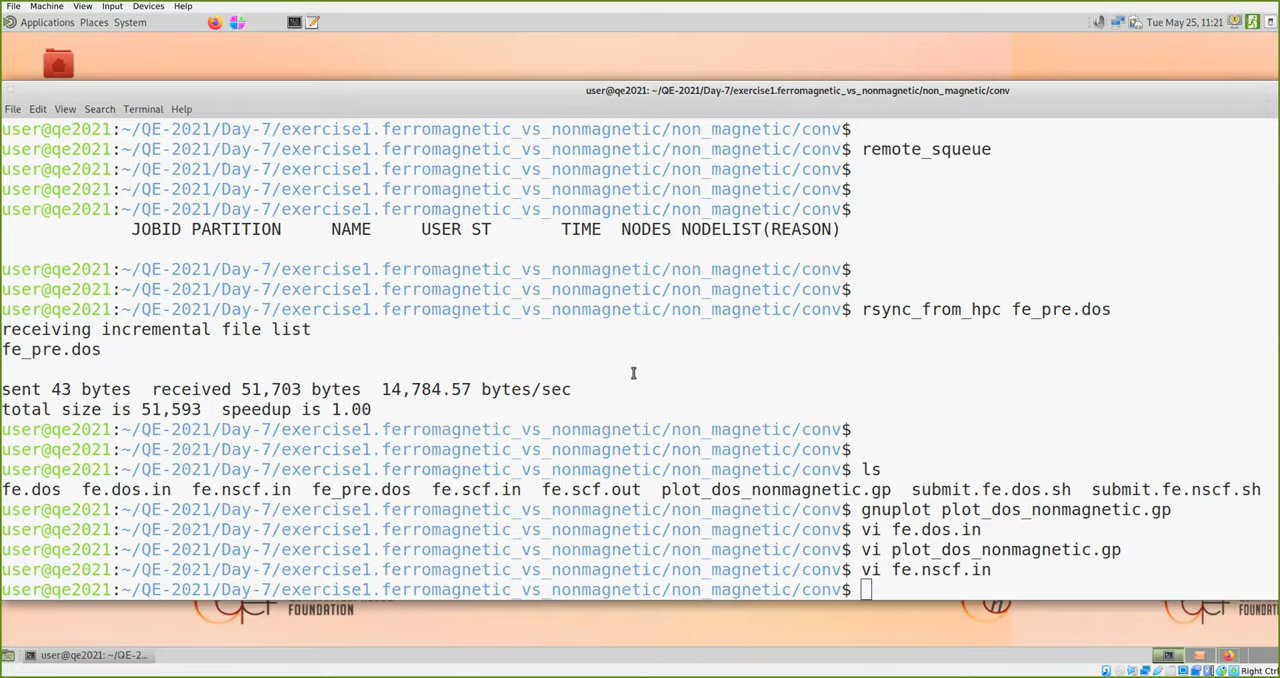 File Machine View Input Devices Help
Applications Places System Tue May 25, 11:21
user@qe2021: ~/QE-2021/Day-7/exercise1.ferromagnetic_vs_nonmagnetic/non_magnetic/conv
File Edit View Search Terminal Help
user@qe2021:~/QE-2021/Day-7/exercise1.ferromagnetic_vs_nonmagnetic/non_magnetic/conv$
user@qe2021:~/QE-2021/Day-7/exercise1.ferromagnetic_vs_nonmagnetic/non_magnetic/conv$ remote_squeue
user@qe2021:~/QE-2021/Day-7/exercise1.ferromagnetic_vs_nonmagnetic/non_magnetic/conv$
user@qe2021:~/QE-2021/Day-7/exercise1.ferromagnetic_vs_nonmagnetic/non_magnetic/conv$
user@qe2021:~/QE-2021/Day-7/exercise1.ferromagnetic_vs_nonmagnetic/non_magnetic/conv$
JOBID PARTITION NAME USER ST TIME NODES NODELIST(REASON)
user@qe2021:~/QE-2021/Day-7/exercise1.ferromagnetic_vs_nonmagnetic/non_magnetic/conv$
user@qe2021:~/QE-2021/Day-7/exercise1.ferromagnetic_vs_nonmagnetic/non_magnetic/conv$
user@qe2021:~/QE-2021/Day-7/exercise1.ferromagnetic_vs_nonmagnetic/non_magnetic/conv$ rsync_from_hpc fe_pre.dos
receiving incremental file list
fe_pre.dos
sent 43 bytes received 51,703 bytes 14,784.57 bytes/sec
total size is 51,593 speedup is 1.00
user@qe2021:~/QE-2021/Day-7/exercise1.ferromagnetic_vs_nonmagnetic/non_magnetic/conv$
user@qe2021:~/QE-2021/Day-7/exercise1.ferromagnetic_vs_nonmagnetic/non_magnetic/conv$
user@qe2021:~/QE-2021/Day-7/exercise1.ferromagnetic_vs_nonmagnetic/non_magnetic/conv$ ls
fe.dos fe.dos.in fe.nscf.in fe_pre.dos fe.scf.in fe.scf.out plot_dos_nonmagnetic.gp submit.fe.dos.sh submit.fe.nscf.sh
user@qe2021:~/QE-2021/Day-7/exercise1.ferromagnetic_vs_nonmagnetic/non_magnetic/conv$ gnuplot plot_dos_nonmagnetic.gp
user@qe2021:~/QE-2021/Day-7/exercise1.ferromagnetic_vs_nonmagnetic/non_magnetic/conv$ vi fe.dos.in
user@qe2021:~/QE-2021/Day-7/exercise1.ferromagnetic_vs_nonmagnetic/non_magnetic/conv$ vi plot_dos_nonmagnetic.gp
user@qe2021:~/QE-2021/Day-7/exercise1.ferromagnetic_vs_nonmagnetic/non_magnetic/conv$ vi fe.nscf.in
user@qe2021:~/QE-2021/Day-7/exercise1.ferromagnetic_vs_nonmagnetic/non_magnetic/conv$
FOUNDATION
user@qe2021: ~/QE-2...
Right Ctrl